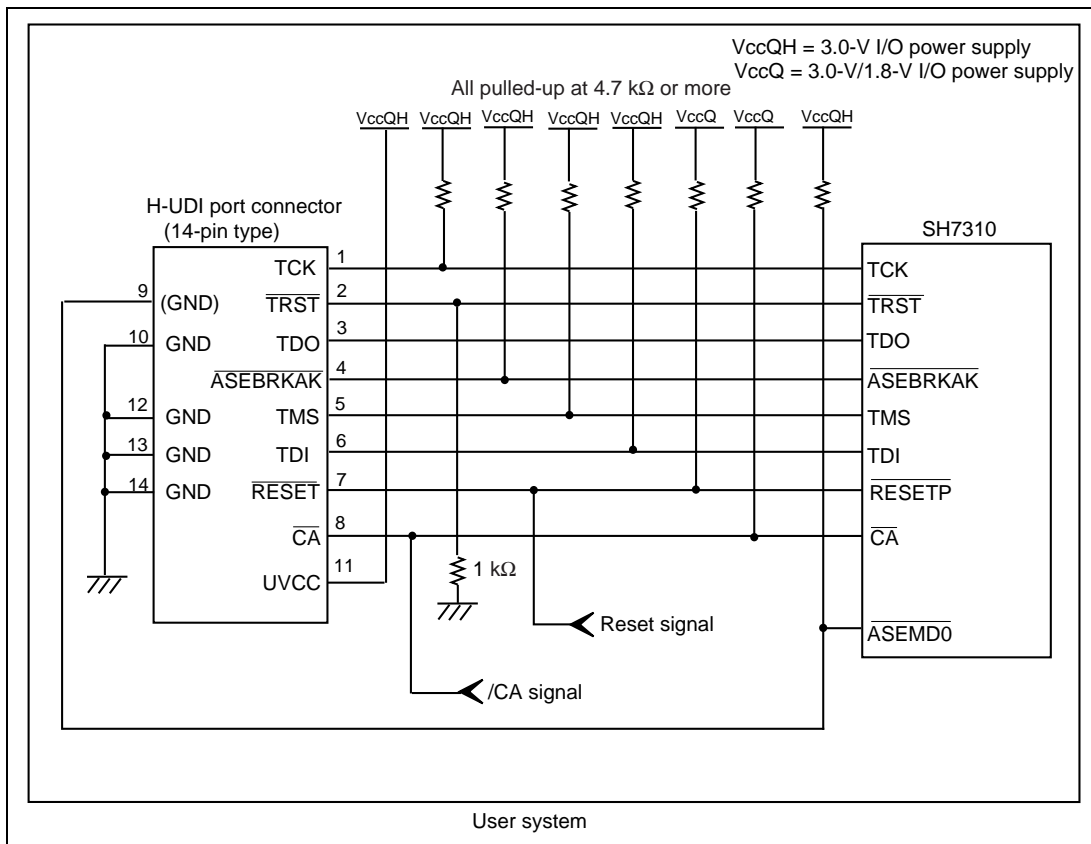 VccQH = 3.0-V I/O power supply
VccQ = 3.0-V/1.8-V I/O power supply
All pulled-up at 4.7 kΩ or more
VccQH VccQH VccQH VccQH VccQH VccQ VccQ VccQH
H-UDI port connector
(14-pin type)
SH7310
TCK 1 TCK
9 (GND) TRST 2 TRST
10 GND TDO 3 TDO
ASEBRKAK 4 ASEBRKAK
12 GND TMS 5 TMS
13 GND TDI 6 TDI
14 GND RESET 7 RESETP
CA 8 CA
UVCC 11
1 kΩ
Reset signal
ASEMD0
/CA signal
User system